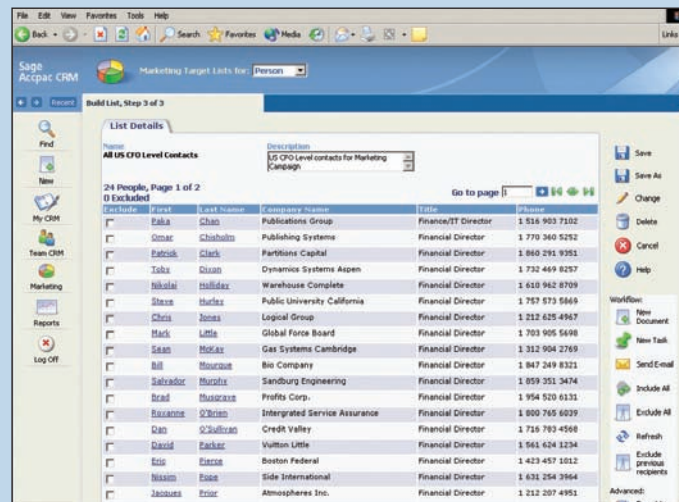 File Edit View Favorites Tools Help
Back Search Favorites Media Links
Sage
Accpac CRM
Marketing Target Lists for: Person
Recent Build List, Step 3 of 3
List Details
Name Description
All US CFO Level Contacts US CFO Level contacts for Marketing
Campaign
24 People, Page 1 of 2
0 Excluded
Go to page 1
Exclude First Last Name Company Name Title Phone
Paka Chan Publications Group Finance/IT Director 1 516 903 7102
Omar Chisholm Publishing Systems Financial Director 1 770 360 5252
Patrick Clark Partitions Capital Financial Director 1 860 291 9351
Toby Dixon Dynamics Systems Aspen Financial Director 1 732 469 8257
Nikolai Holliday Warehouse Complete Financial Director 1 610 962 8709
Steve Hurley Public University California Financial Director 1 757 573 5869
Chris Jones Logical Group Financial Director 1 212 625 4967
Mark Little Global Force Board Financial Director 1 703 905 5698
Sean McKay Gas Systems Cambridge Financial Director 1 312 904 2769
Bill Mourque Bio Company Financial Director 1 847 249 8321
Salvador Murphy Sandburg Engineering Financial Director 1 859 351 3474
Brad Musgrave Profits Corp. Financial Director 1 954 520 6131
Roxanne O'Brien Intergrated Service Assurance Financial Director 1 800 765 6039
Dan O'Sullivan Credit Valley Financial Director 1 716 783 4568
David Parker Vuitton Little Financial Director 1 561 624 1234
Eric Pierce Boston Federal Financial Director 1 423 457 1012
Nissim Pope Side International Financial Director 1 631 254 3964
Jacques Prior Atmospheres Inc. Financial Director 1 212 207 4951
Find
New
My CRM
Team CRM
Marketing
Reports
Log Off
Save
Save As
Change
Delete
Cancel
Help
Workflow:
New
Document
New Task
Send E-mail
Include All
Exclude All
Refresh
Exclude
previous
recipients
Advanced: